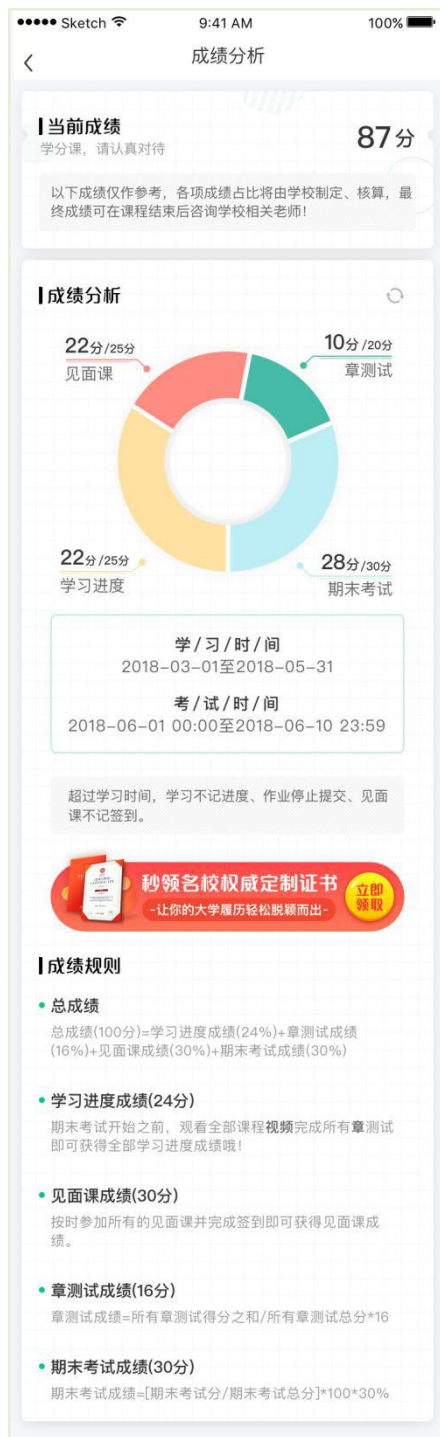 ●●●●● Sketch 9:41 AM 100%
成绩分析
当前成绩
学分课，请认真对待
87分
以下成绩仅作参考，各项成绩占比将由学校制定、核算，最
终成绩可在课程结束后咨询学校相关老师！
成绩分析
22分/25分
见面课
10分/20分
章测试
22分/25分
学习进度
28分/30分
期末考试
学/习/时/间
2018-03-01至2018-05-31
考/试/时/间
2018-06-01 00:00至2018-06-10 23:59
超过学习时间，学习不记进度、作业停止提交、见面
课不记签到。
秒领名校权威定制证书
-让你的大学履历轻松脱颖而出-
立即
领取
成绩规则
总成绩
总成绩(100分)=学习进度成绩(24%)+章测试成绩
(16%)+见面课成绩(30%)+期末考试成绩(30%)
学习进度成绩(24分)
期末考试开始之前，观看全部课程视频完成所有章测试
即可获得全部学习进度成绩哦！
见面课成绩(30分)
按时参加所有的见面课并完成签到即可获得见面课成
绩。
章测试成绩(16分)
章测试成绩=所有章测试得分之和/所有章测试总分*16
期末考试成绩(30分)
期末考试成绩=[期末考试分/期末考试总分]*100*30%